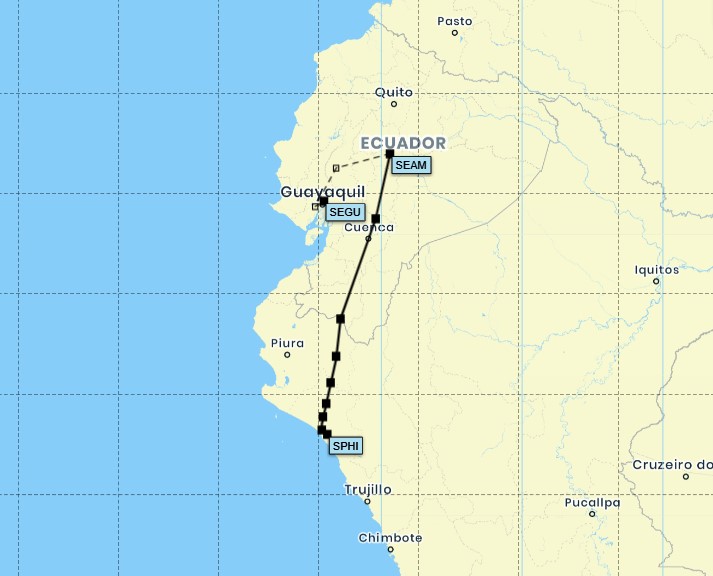 Pasto
Quito
ECUADOR
SEAM
Guayaquil
SEGU
Cuenca
Iquitos
Piura
SPHI
Cruzeiro do
Trujillo
Pucallpa
Chimbote